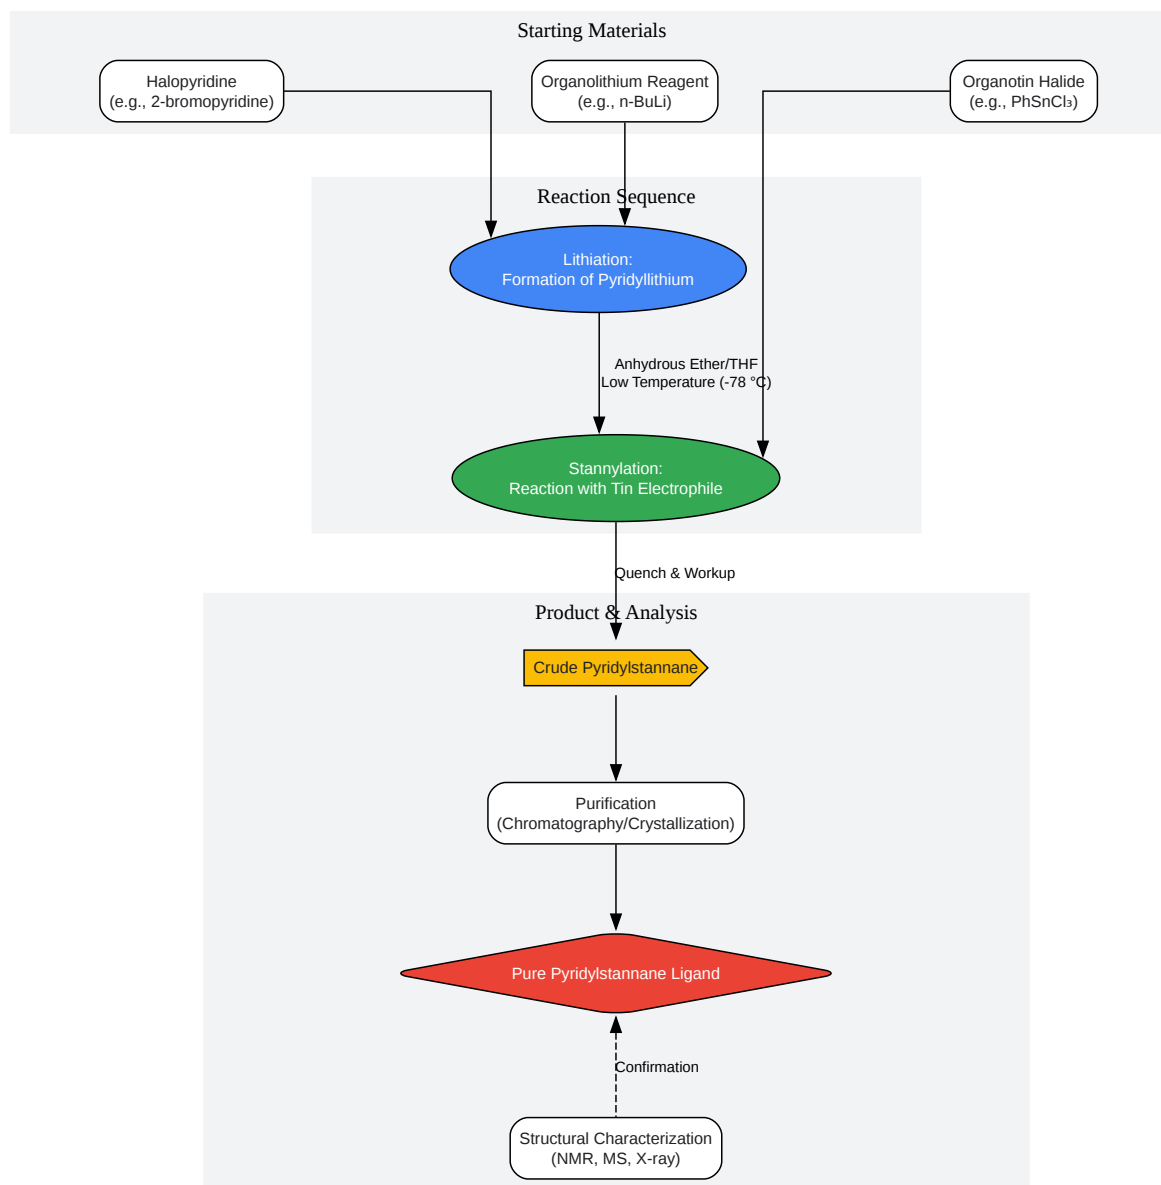 Starting Materials
Halopyridine
(e.g., 2-bromopyridine)
Organolithium Reagent
(e.g., n-BuLi)
Organotin Halide
(e.g., PhSnCl₃)
Reaction Sequence
Lithiation:
Formation of Pyridyllithium
Anhydrous Ether/THF
Low Temperature (-78 °C)
Stannylation:
Reaction with Tin Electrophile
Quench & Workup
Product & Analysis
Crude Pyridylstannane
Purification
(Chromatography/Crystallization)
Pure Pyridylstannane Ligand
Confirmation
Structural Characterization
(NMR, MS, X-ray)